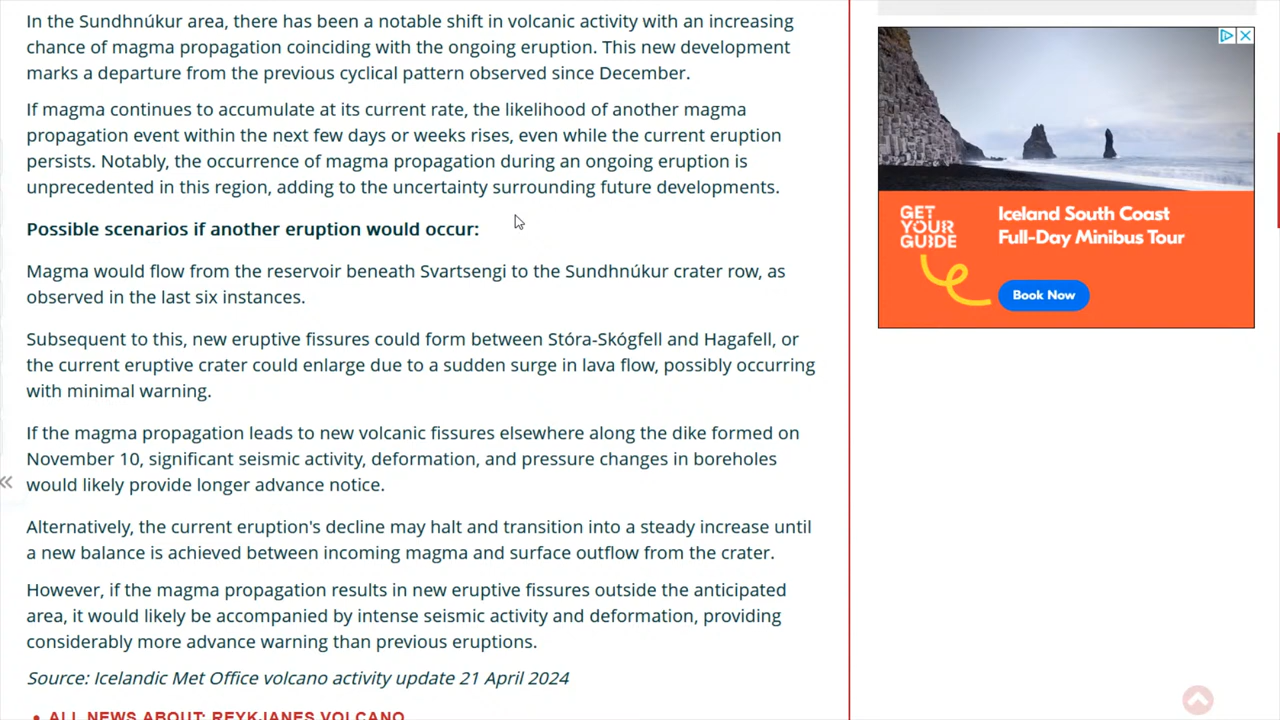 In the Sundhnúkur area, there has been a notable shift in volcanic activity with an increasing
chance of magma propagation coinciding with the ongoing eruption. This new development
marks a departure from the previous cyclical pattern observed since December.
If magma continues to accumulate at its current rate, the likelihood of another magma
propagation event within the next few days or weeks rises, even while the current eruption
persists. Notably, the occurrence of magma propagation during an ongoing eruption is
unprecedented in this region, adding to the uncertainty surrounding future developments.
Possible scenarios if another eruption would occur:
Magma would flow from the reservoir beneath Svartsengi to the Sundhnúkur crater row, as
observed in the last six instances.
Subsequent to this, new eruptive fissures could form between Stóra-Skógfell and Hagafell, or
the current eruptive crater could enlarge due to a sudden surge in lava flow, possibly occurring
with minimal warning.
If the magma propagation leads to new volcanic fissures elsewhere along the dike formed on
November 10, significant seismic activity, deformation, and pressure changes in boreholes
would likely provide longer advance notice.
Alternatively, the current eruption's decline may halt and transition into a steady increase until
a new balance is achieved between incoming magma and surface outflow from the crater.
However, if the magma propagation results in new eruptive fissures outside the anticipated
area, it would likely be accompanied by intense seismic activity and deformation, providing
considerably more advance warning than previous eruptions.
Source: Icelandic Met Office volcano activity update 21 April 2024
• ALL NEWS ABOUT: REYKJANES VOLCANO
GET
YOUR
GUIDE
Iceland South Coast
Full-Day Minibus Tour
Book Now